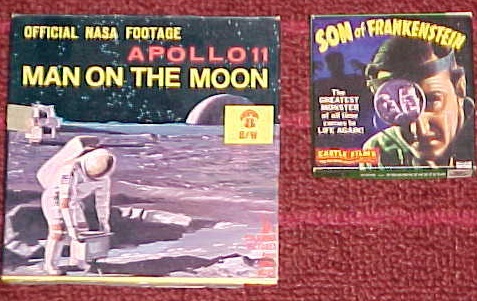 OFFICIAL NASA FOOTAGE
APOLLO 11
MAN ON THE MOON
B/W
SON of FRANKENSTEIN
The
GREATEST
MONSTER
of all time
comes to
LIFE AGAIN!
CASTLE FILMS